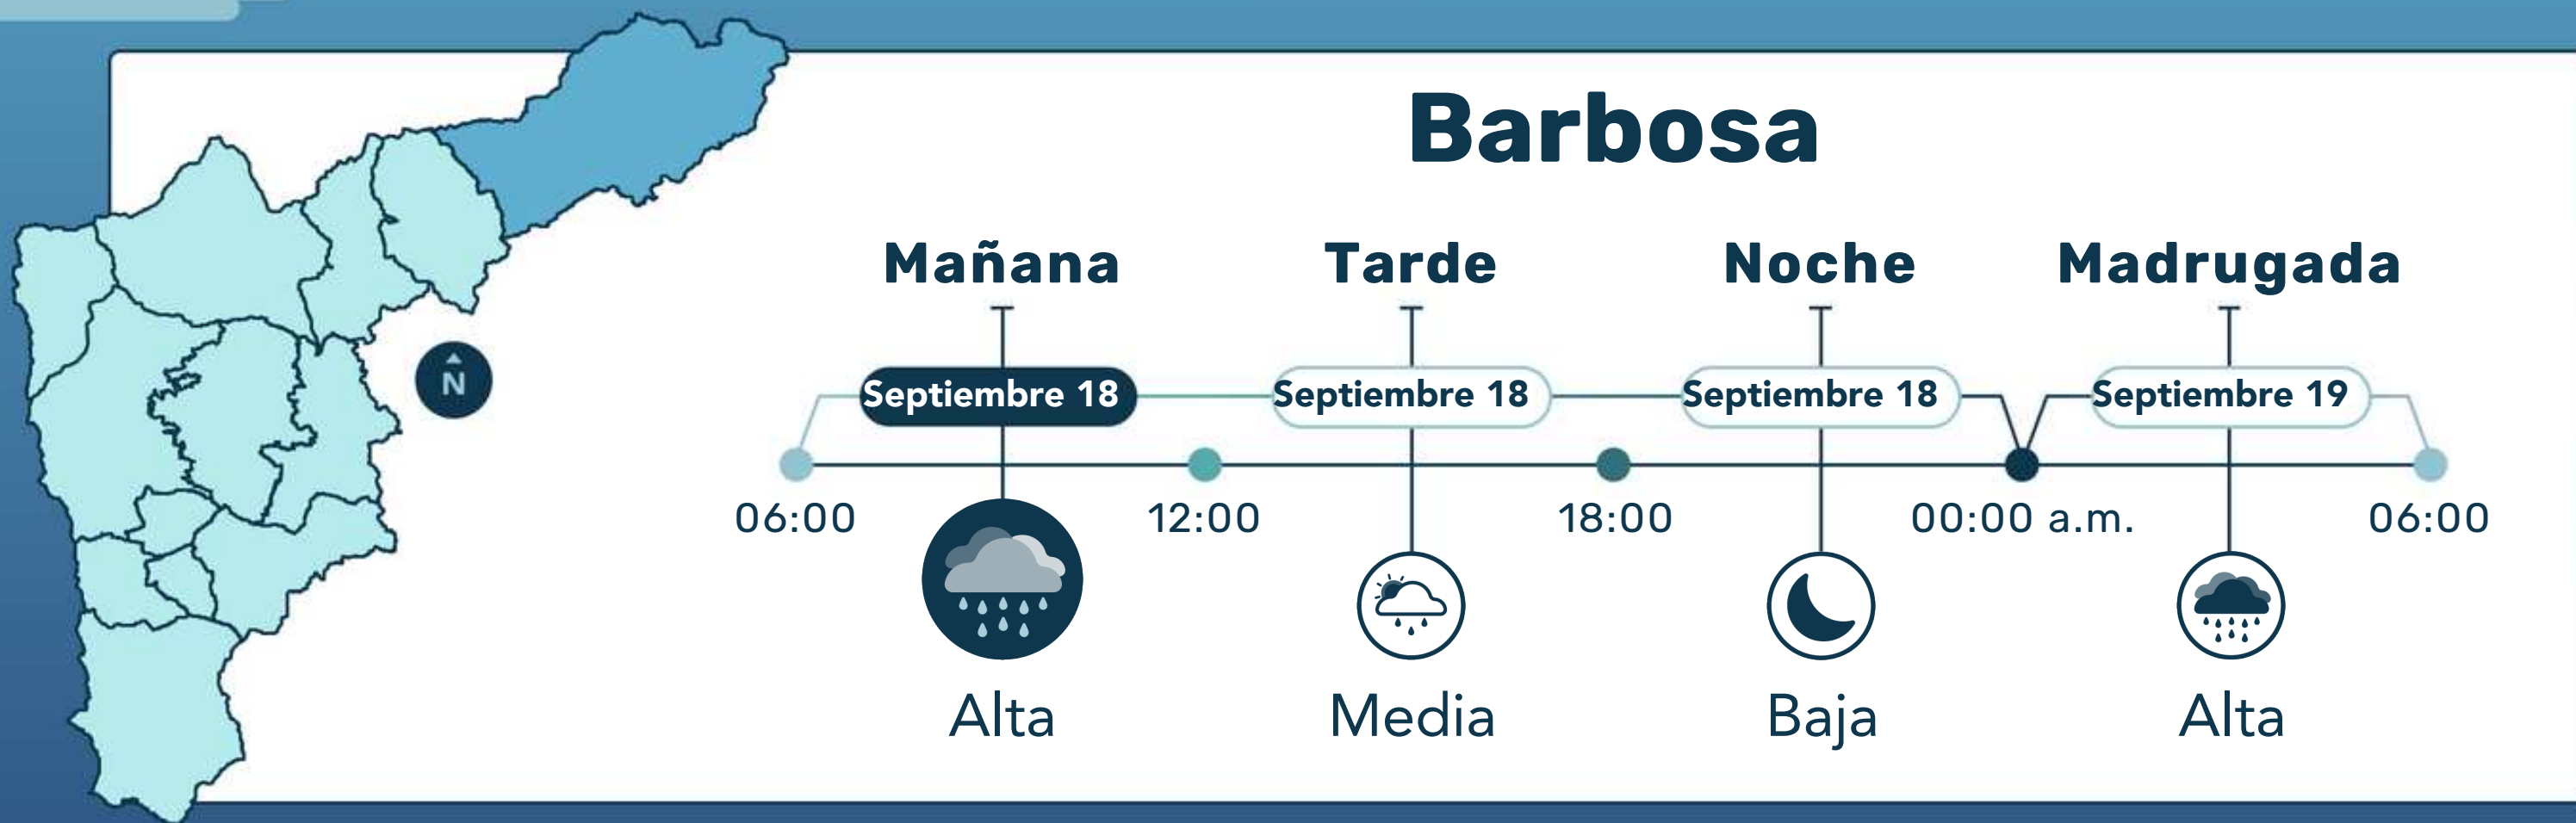 Barbosa
Mañana Tarde Noche Madrugada
Septiembre 18 Septiembre 18 Septiembre 18 Septiembre 19
N
06:00 12:00 18:00 00:00 a.m. 06:00
Alta Media Baja Alta